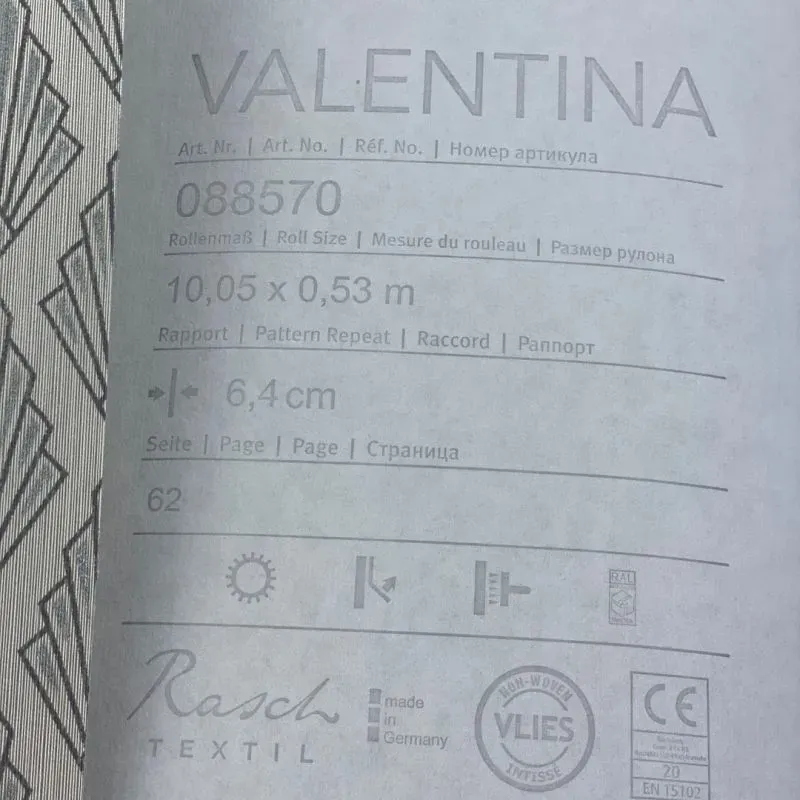 VALENTINA
Art. Nr. | Art. No. | Réf. No. | Номер артикула
088570
Rollenmaß | Roll Size | Mesure du rouleau | Размер рулона
10,05 x 0,53 m
Rapport | Pattern Repeat | Raccord | Раппорт
6,4 cm
Seite | Page | Page | Страница
62
RAL
Rasch
TEXTIL
made
in
Germany
NON-WOVEN
VLIES
INTISSÉ
CE
20
EN 15102